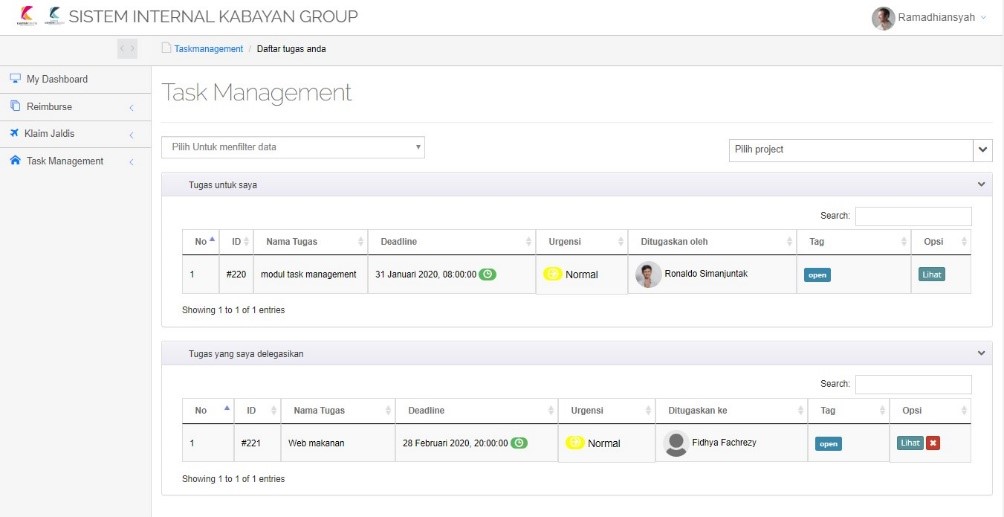 SISTEM INTERNAL KABAYAN GROUP
Ramadhiansyah
Taskmanagement / Daftar tugas anda
My Dashboard
Reimburse
Klaim Jaldis
Task Management
Task Management
Pilih Untuk menfilter data
Pilih project
Tugas untuk saya
Search:
No ID Nama Tugas Deadline Urgensi Ditugaskan oleh Tag Opsi
1 #220 modul task management 31 Januari 2020, 08:00:00 Normal Ronaldo Simanjuntak open Lihat
Showing 1 to 1 of 1 entries
Tugas yang saya delegasikan
Search:
No ID Nama Tugas Deadline Urgensi Ditugaskan ke Tag Opsi
1 #221 Web makanan 28 Februari 2020, 20:00:00 Normal Fidhya Fachrezy open Lihat
Showing 1 to 1 of 1 entries